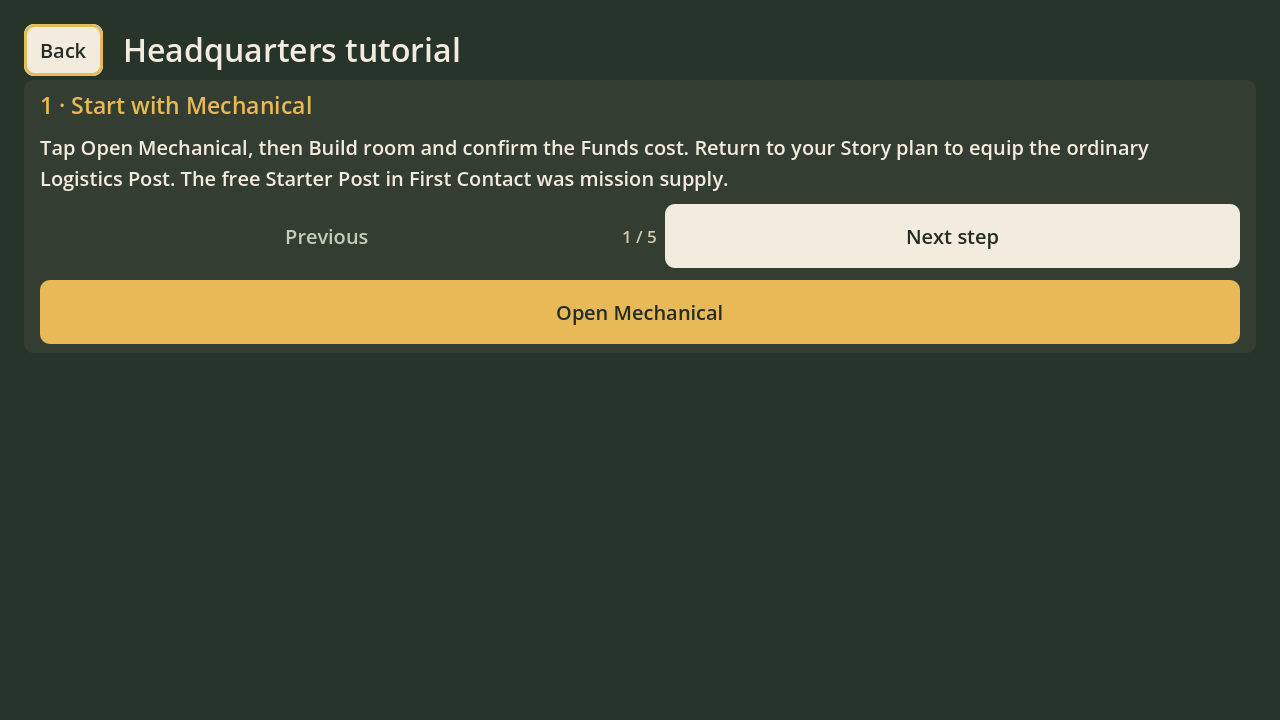 Back
Headquarters tutorial
1 · Start with Mechanical
Tap Open Mechanical, then Build room and confirm the Funds cost. Return to your Story plan to equip the ordinary
Logistics Post. The free Starter Post in First Contact was mission supply.
Previous
1 / 5
Next step
Open Mechanical